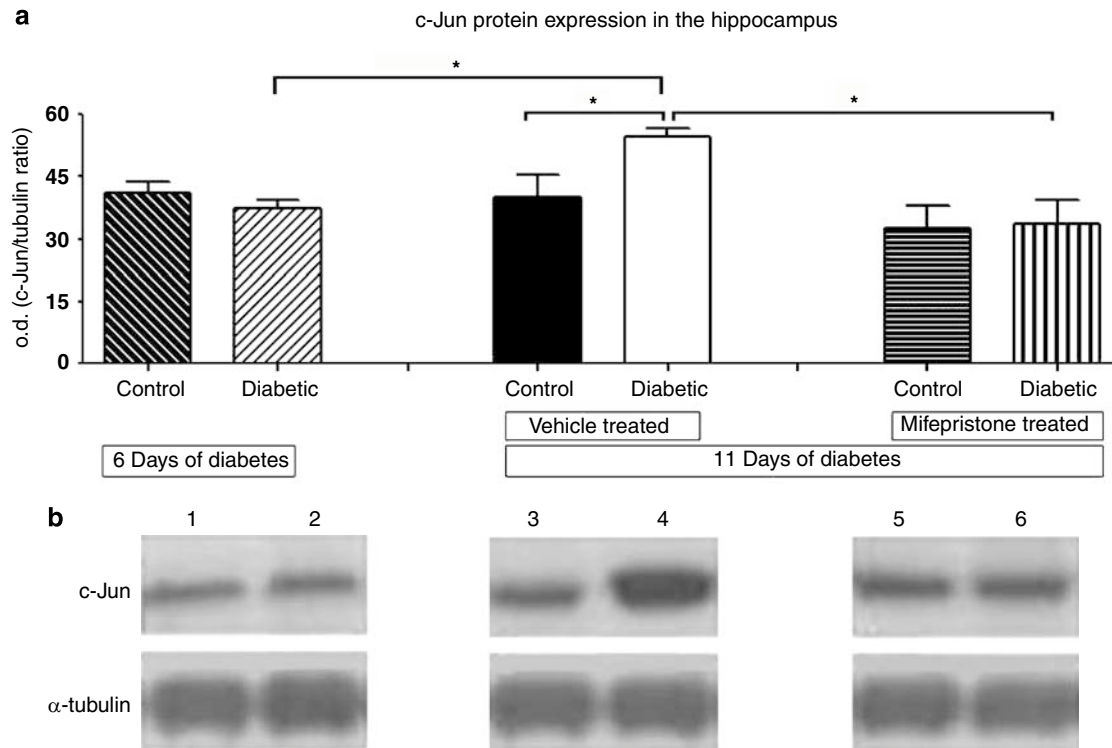 a
c-Jun protein expression in the hippocampus
* 
* *
60
45
30
15
0
o.d. (c-Jun/tubulin ratio)
Control Diabetic Control Diabetic Control Diabetic
Vehicle treated Mifepristone treated
6 Days of diabetes 11 Days of diabetes
b
1 2 3 4 5 6
c-Jun
α-tubulin